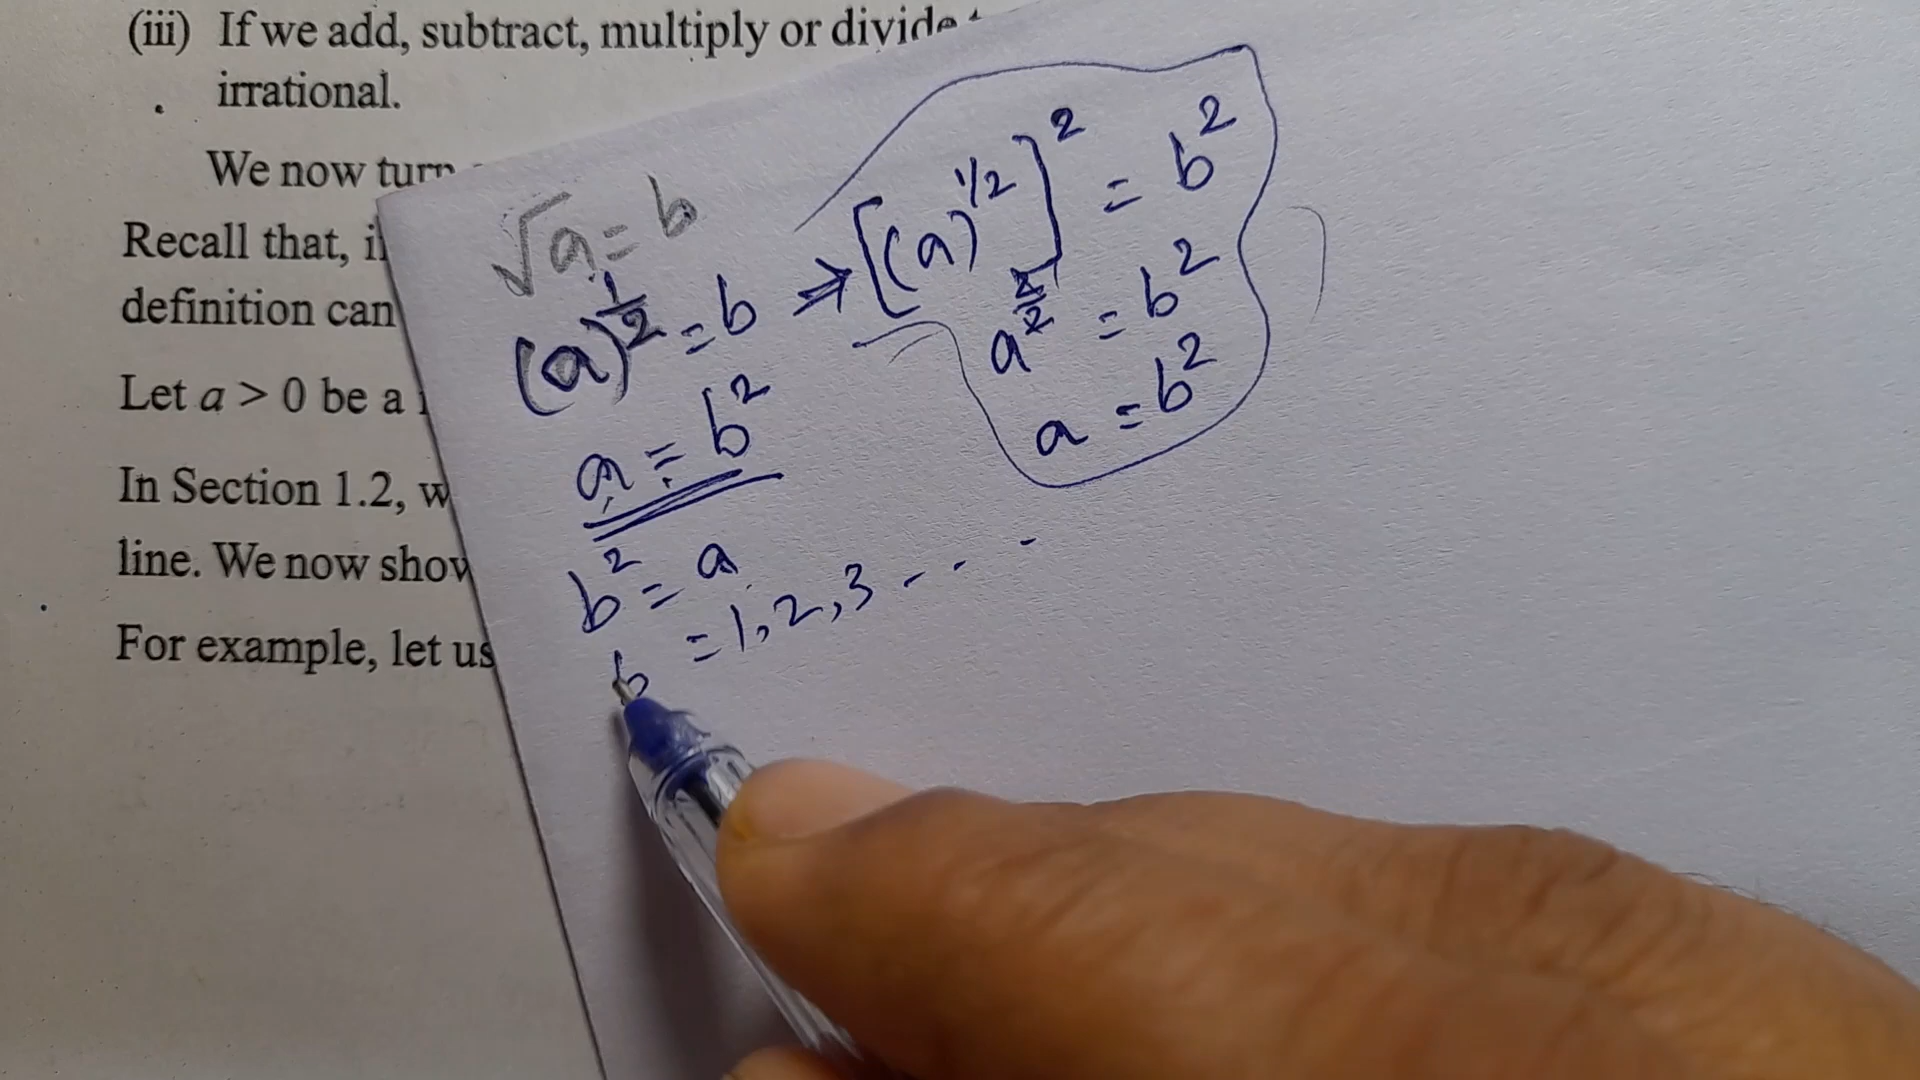 (iii) If we add, subtract, multiply or divide
irrational.
We now turn
Recall that, i
definition can
Let a > 0 be a
In Section 1.2, w
line. We now show
For example, let us
√a = b
(a)^1/2 = b ⇒ [(a)^1/2]^2 = b^2
a^2/2 = b^2
a = b^2
a = b^2
b^2 = a
= 1, 2, 3 - - -
b